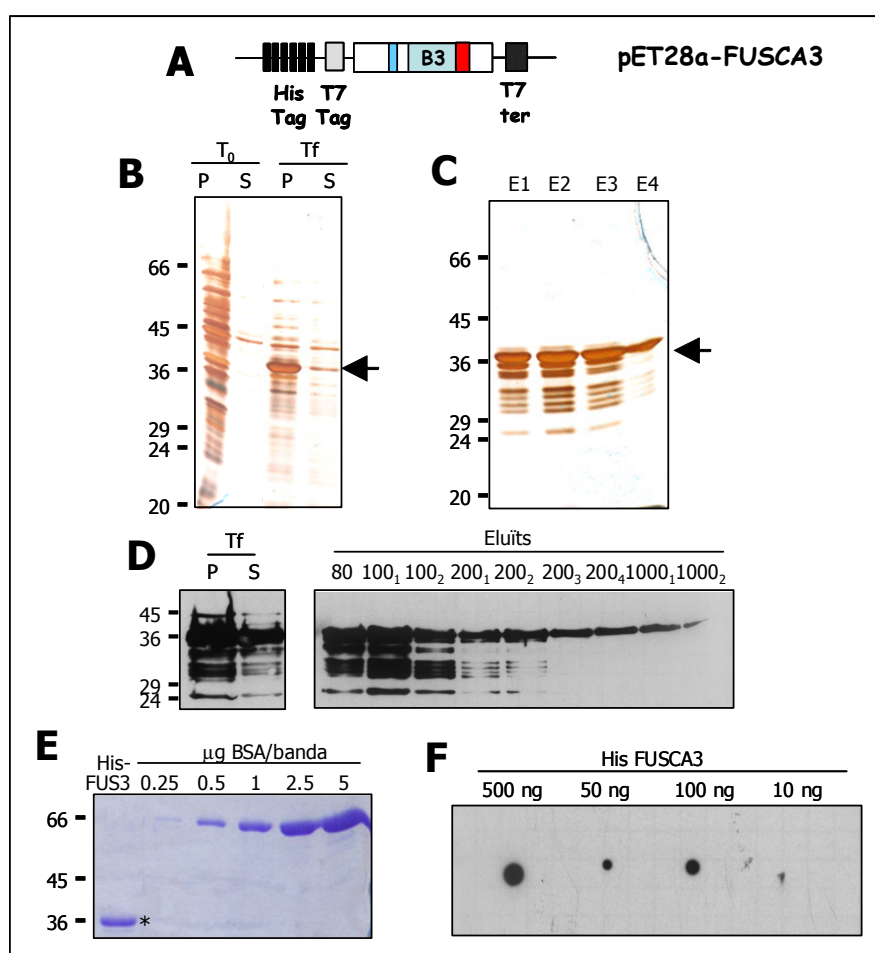 A
B3
pET28a-FUSCA3
His Tag
T7 Tag
T7 ter
B
T0 Tf
P S P S
66
45
36
29
24
20
C
E1 E2 E3 E4
66
45
36
29
24
20
D
Tf
P S
Eluïts
80 100₁ 100₂ 200₁ 200₂ 200₃ 200₄ 1000₁ 1000₂
45
36
29
24
E
His-FUS3
µg BSA/banda
0.25 0.5 1 2.5 5
66
45
36
*
F
His FUSCA3
500 ng 50 ng 100 ng 10 ng